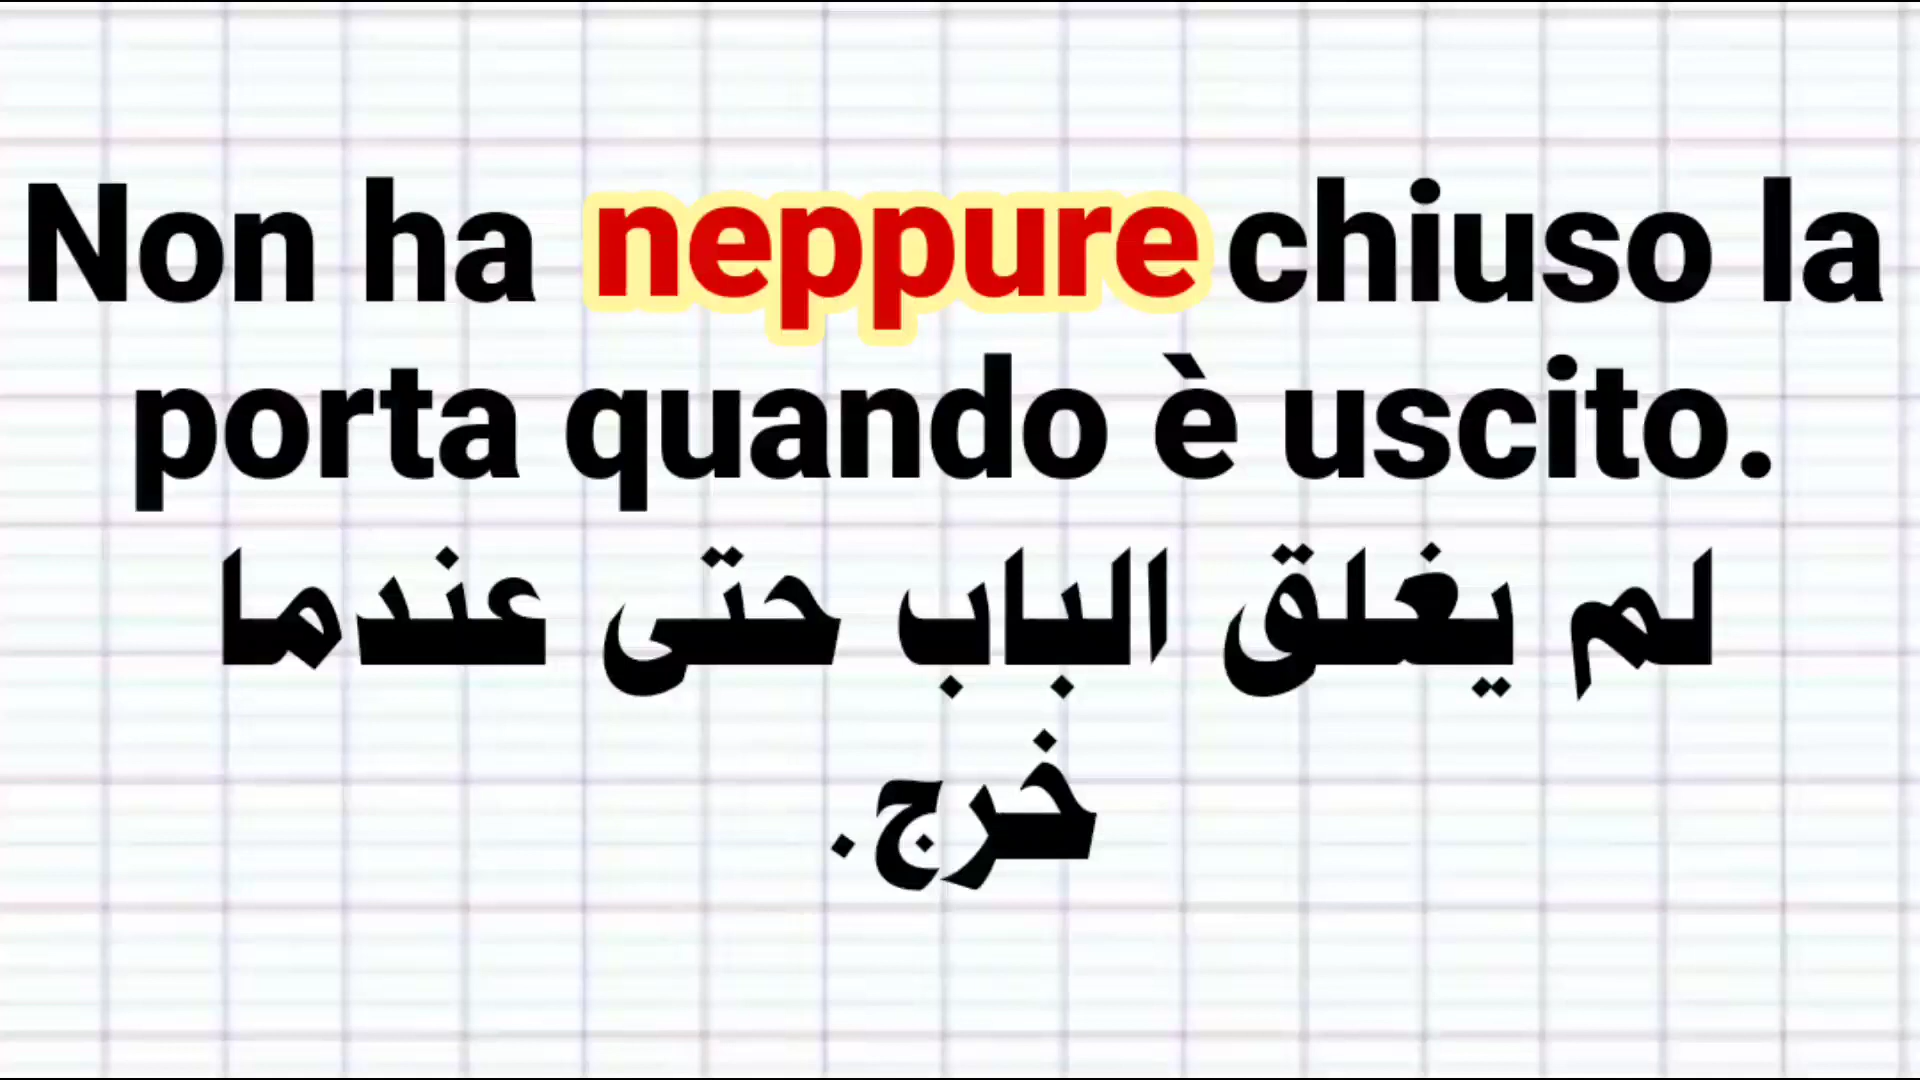 Non ha neppure chiuso la
porta quando è uscito.
لم يغلق الباب حتى عندما
خرج.